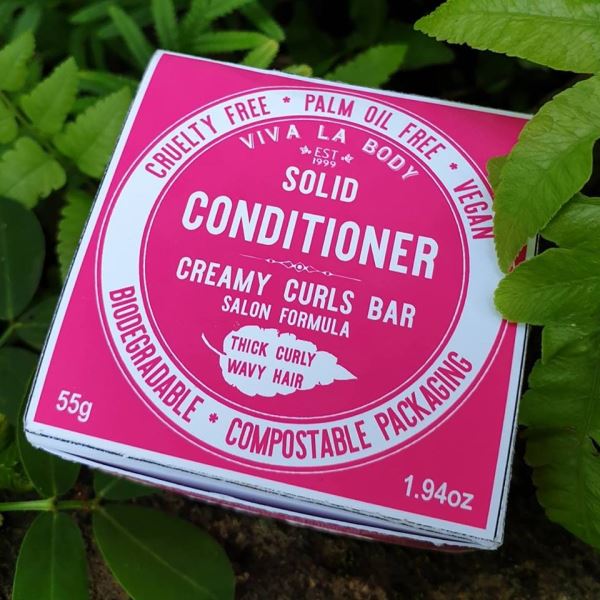 CRUELTY FREE * PALM OIL FREE * VEGAN
VIVA LA BODY
EST
1999
SOLID
CONDITIONER
CREAMY CURLS BAR
SALON FORMULA
THICK CURLY
WAVY HAIR
BIODEGRADABLE * COMPOSTABLE PACKAGING
55g
1.94oz